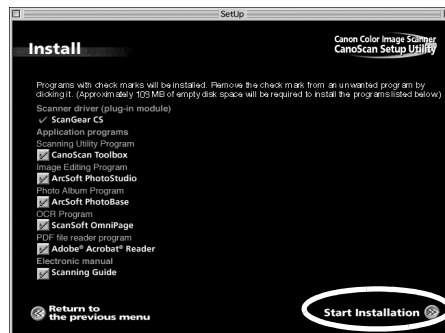 SetUp
Install
Canon Color Image Scanner
CanoScan Setup Utility
Programs with check marks will be installed. Remove the check mark from an unwanted program by
clicking it. (Approximately 109 MB of empty disk space will be required to install the programs listed below)
Scanner driver (plug-in module)
ScanGear CS
Application programs
Scanning Utility Program
CanoScan Toolbox
Image Editing Program
ArcSoft PhotoStudio
Photo Album Program
ArcSoft PhotoBase
OCR Program
ScanSoft OmniPage
PDF file reader program
Adobe® Acrobat® Reader
Electronic manual
Scanning Guide
Return to
the previous menu
Start Installation